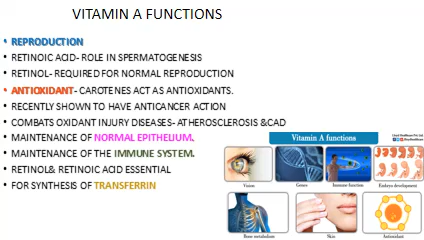 VITAMIN A FUNCTIONS
• REPRODUCTION
• RETINOIC ACID- ROLE IN SPERMATOGENESIS
• RETINOL- REQUIRED FOR NORMAL REPRODUCTION
• ANTIOXIDANT- CAROTENES ACT AS ANTIOXIDANTS.
• RECENTLY SHOWN TO HAVE ANTICANCER ACTION
• COMBATS OXIDANT INJURY DISEASES- ATHEROSCLEROSIS &CAD
• MAINTENANCE OF NORMAL EPITHELIUM.
• MAINTENANCE OF THE IMMUNE SYSTEM.
• RETINOL& RETINOIC ACID ESSENTIAL
• FOR SYNTHESIS OF TRANSFERRIN
Vitamin A functions
Vision
Genes
Immune function
Embryo development
Bone metabolism
Skin
Antioxidant